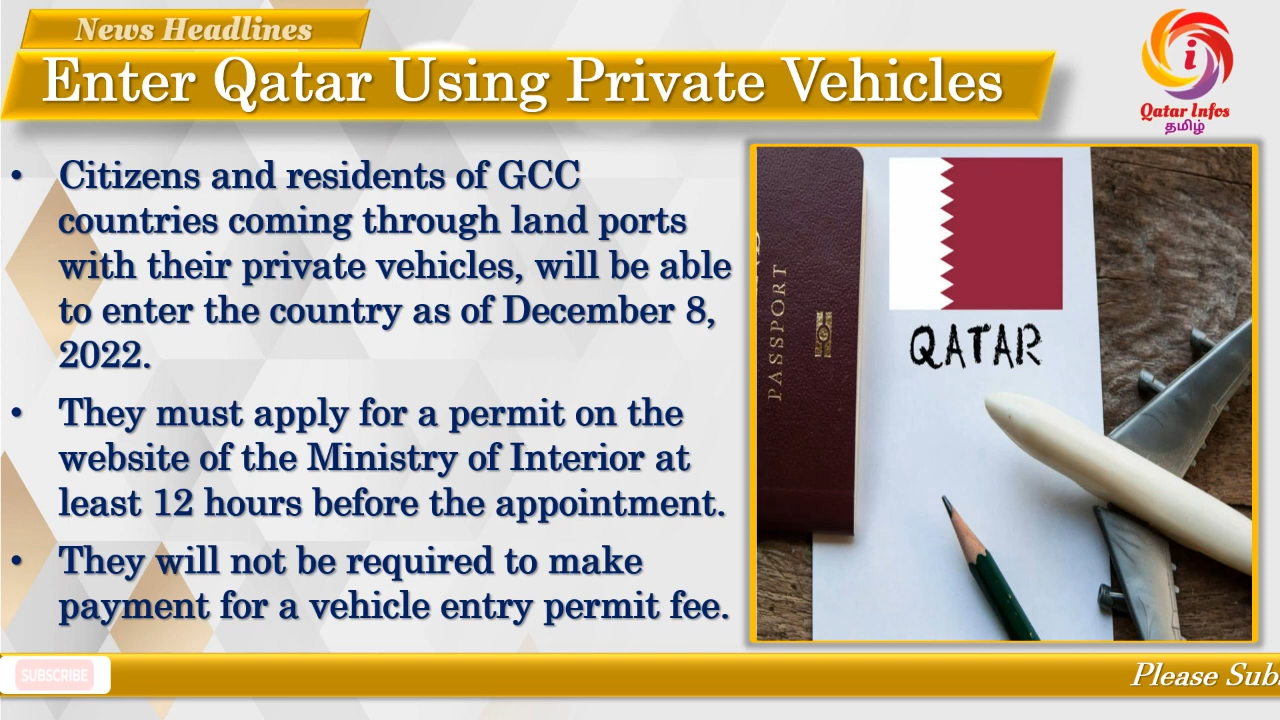 News Headlines
Enter Qatar Using Private Vehicles
Qatar Infos
தமிழ்
• Citizens and residents of GCC
countries coming through land ports
with their private vehicles, will be able
to enter the country as of December 8,
2022.
• They must apply for a permit on the
website of the Ministry of Interior at
least 12 hours before the appointment.
• They will not be required to make
payment for a vehicle entry permit fee.
PASSPORT
QATAR
SUBSCRIBE
Please Subs